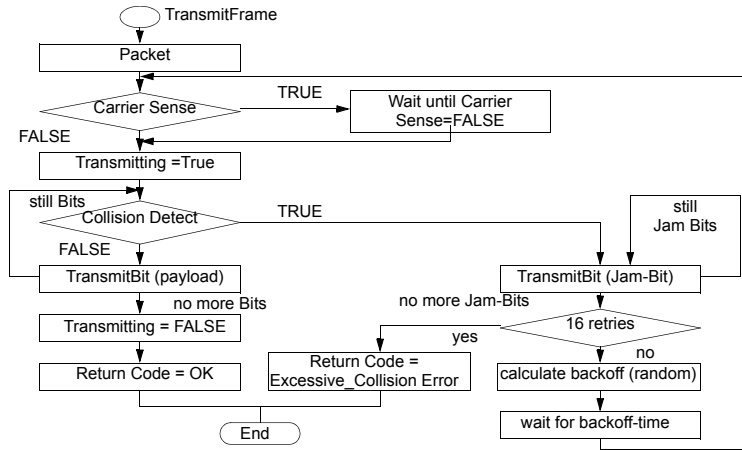 TransmitFrame
Packet
Carrier Sense
TRUE
Wait until Carrier
Sense=FALSE
FALSE
Transmitting =True
still Bits
Collision Detect
TRUE
still
Jam Bits
FALSE
TransmitBit (payload)
TransmitBit (Jam-Bit)
no more Bits
no more Jam-Bits
Transmitting = FALSE
16 retries
yes
no
Return Code = OK
Return Code =
Excessive_Collision Error
calculate backoff (random)
wait for backoff-time
End